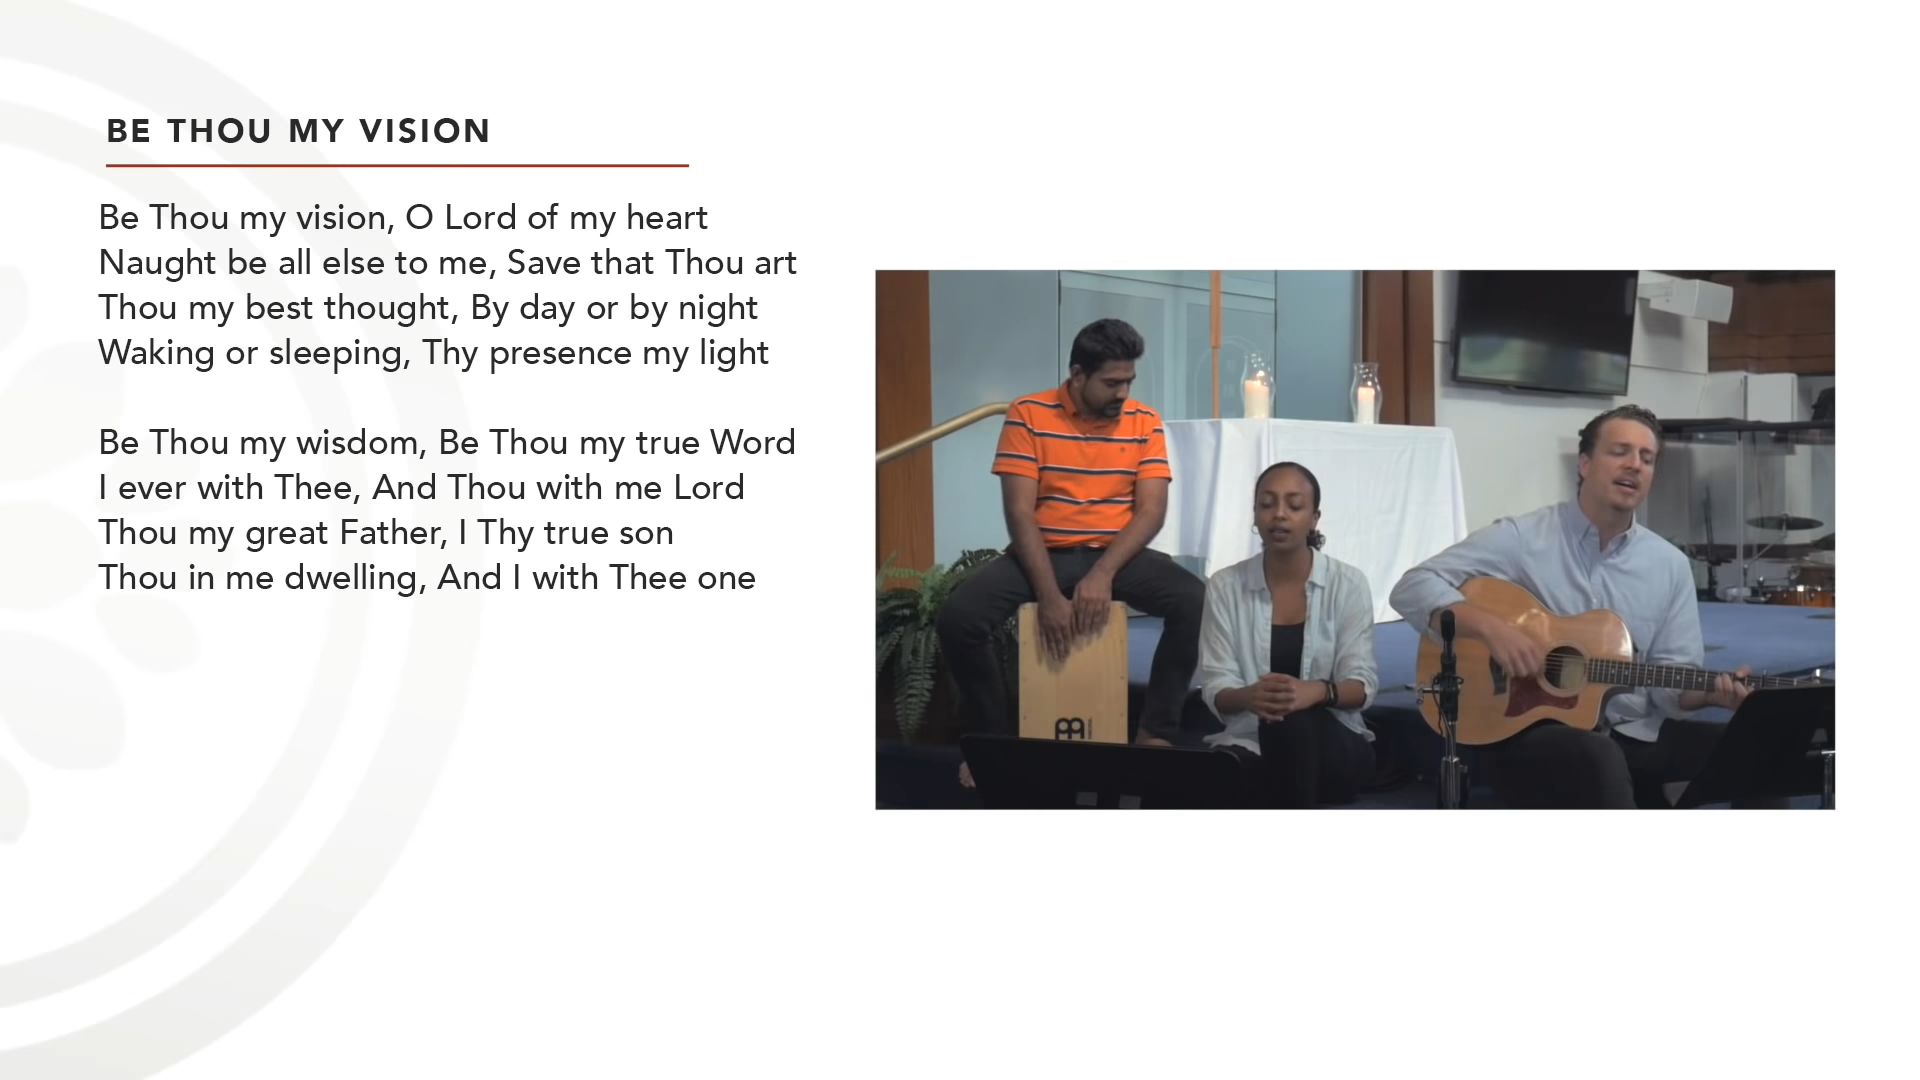 BE THOU MY VISION
Be Thou my vision, O Lord of my heart
Naught be all else to me, Save that Thou art
Thou my best thought, By day or by night
Waking or sleeping, Thy presence my light
Be Thou my wisdom, Be Thou my true Word
I ever with Thee, And Thou with me Lord
Thou my great Father, I Thy true son
Thou in me dwelling, And I with Thee one